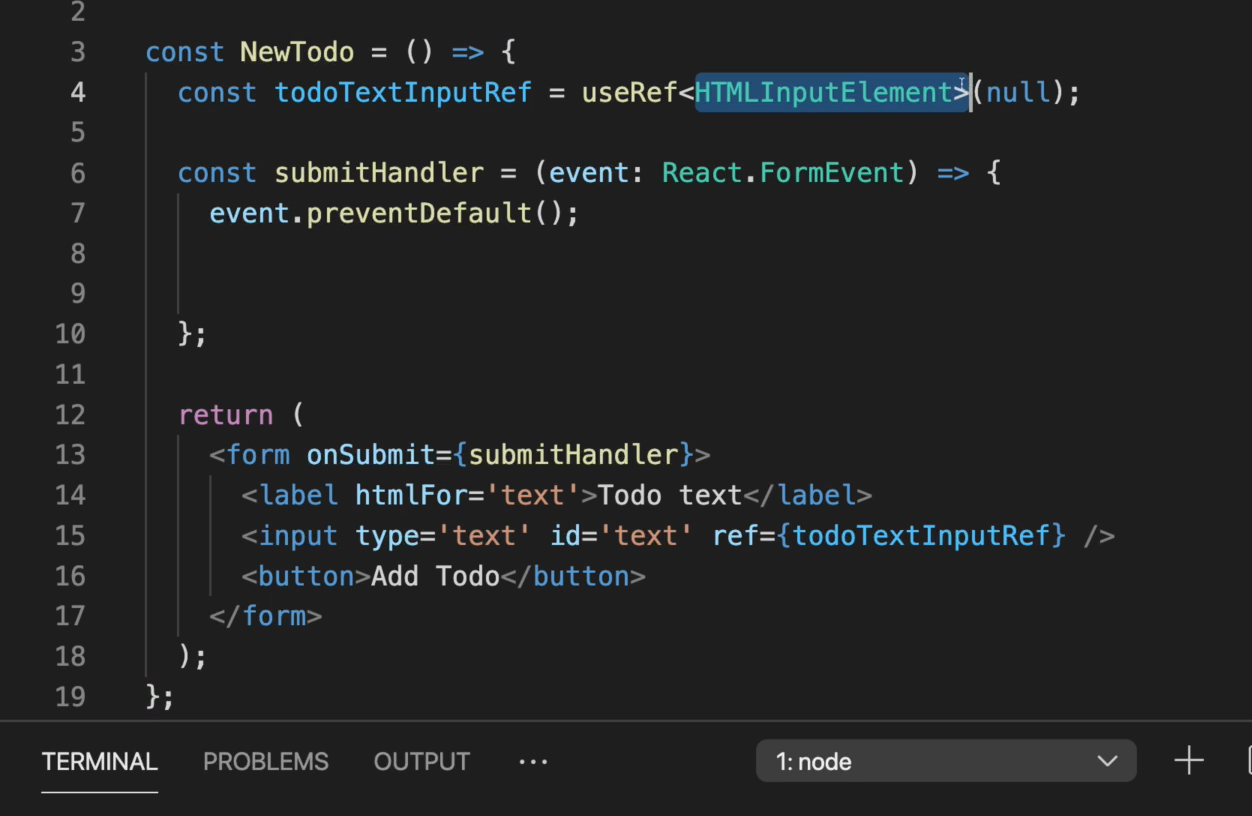 2
3 const NewTodo = () => {
4 const todoTextInputRef = useRef<HTMLInputElement>(null);
5
6 const submitHandler = (event: React.FormEvent) => {
7 event.preventDefault();
8
9
10 };
11
12 return (
13 <form onSubmit={submitHandler}>
14 <label htmlFor='text'>Todo text</label>
15 <input type='text' id='text' ref={todoTextInputRef} />
16 <button>Add Todo</button>
17 </form>
18 );
19 };
TERMINAL PROBLEMS OUTPUT ··· 1: node